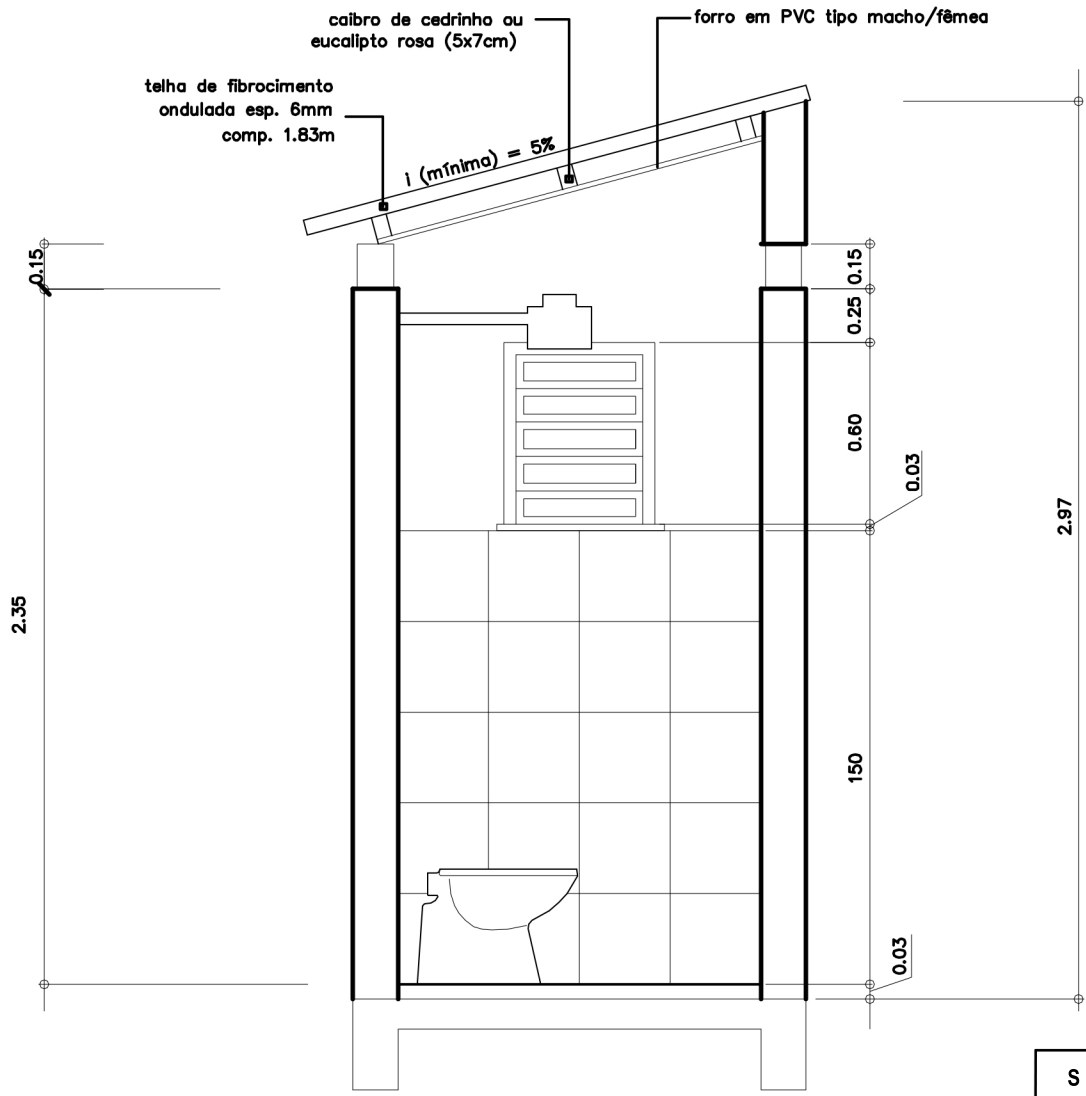 caibro de cedrinho ou
eucalipto rosa (5x7cm)
forro em PVC tipo macho/fêmea
telha de fibrocimento
ondulada esp. 6mm
comp. 1.83m
i (mínima) = 5%
0.15
0.15
0.25
0.60
0.03
2.97
2.35
150
0.03
S